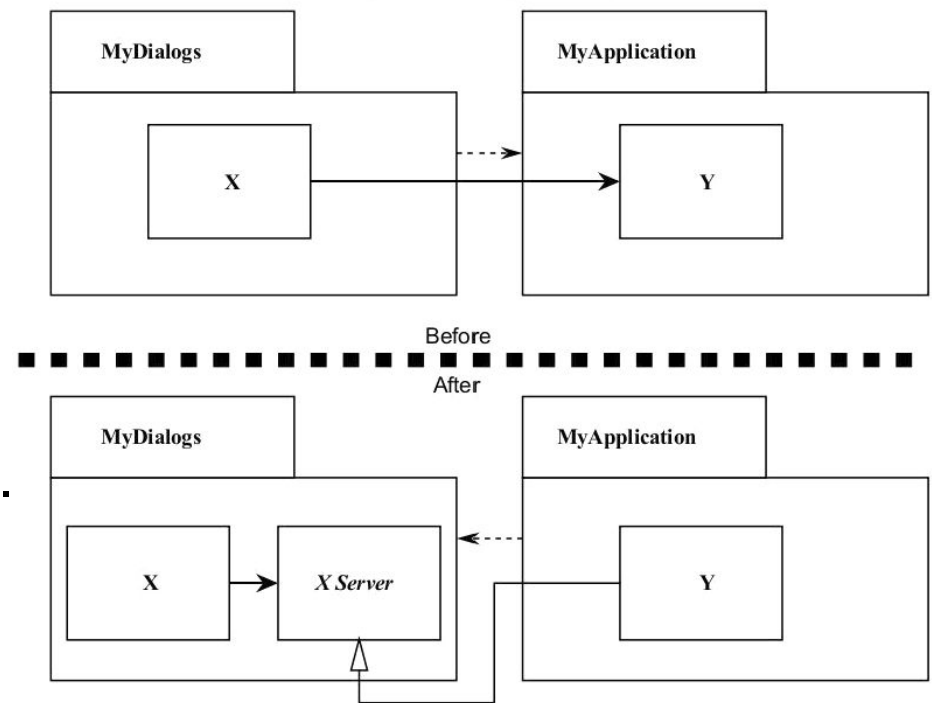 MyDialogs
MyApplication
X
Y
Before
After
MyDialogs
MyApplication
X
X Server
Y